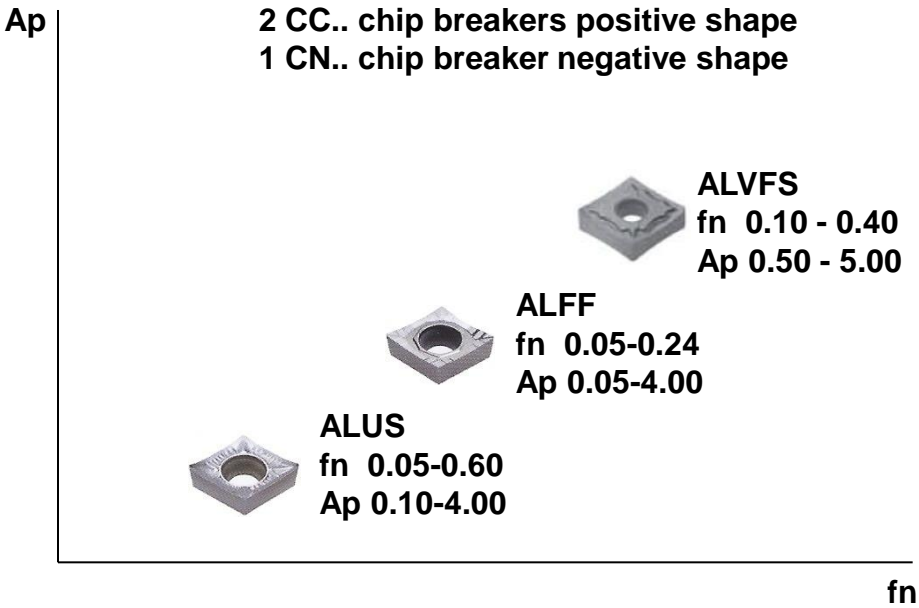 Ap
2 CC.. chip breakers positive shape
1 CN.. chip breaker negative shape
ALVFS
fn 0.10 - 0.40
Ap 0.50 - 5.00
ALFF
fn 0.05-0.24
Ap 0.05-4.00
ALUS
fn 0.05-0.60
Ap 0.10-4.00
fn